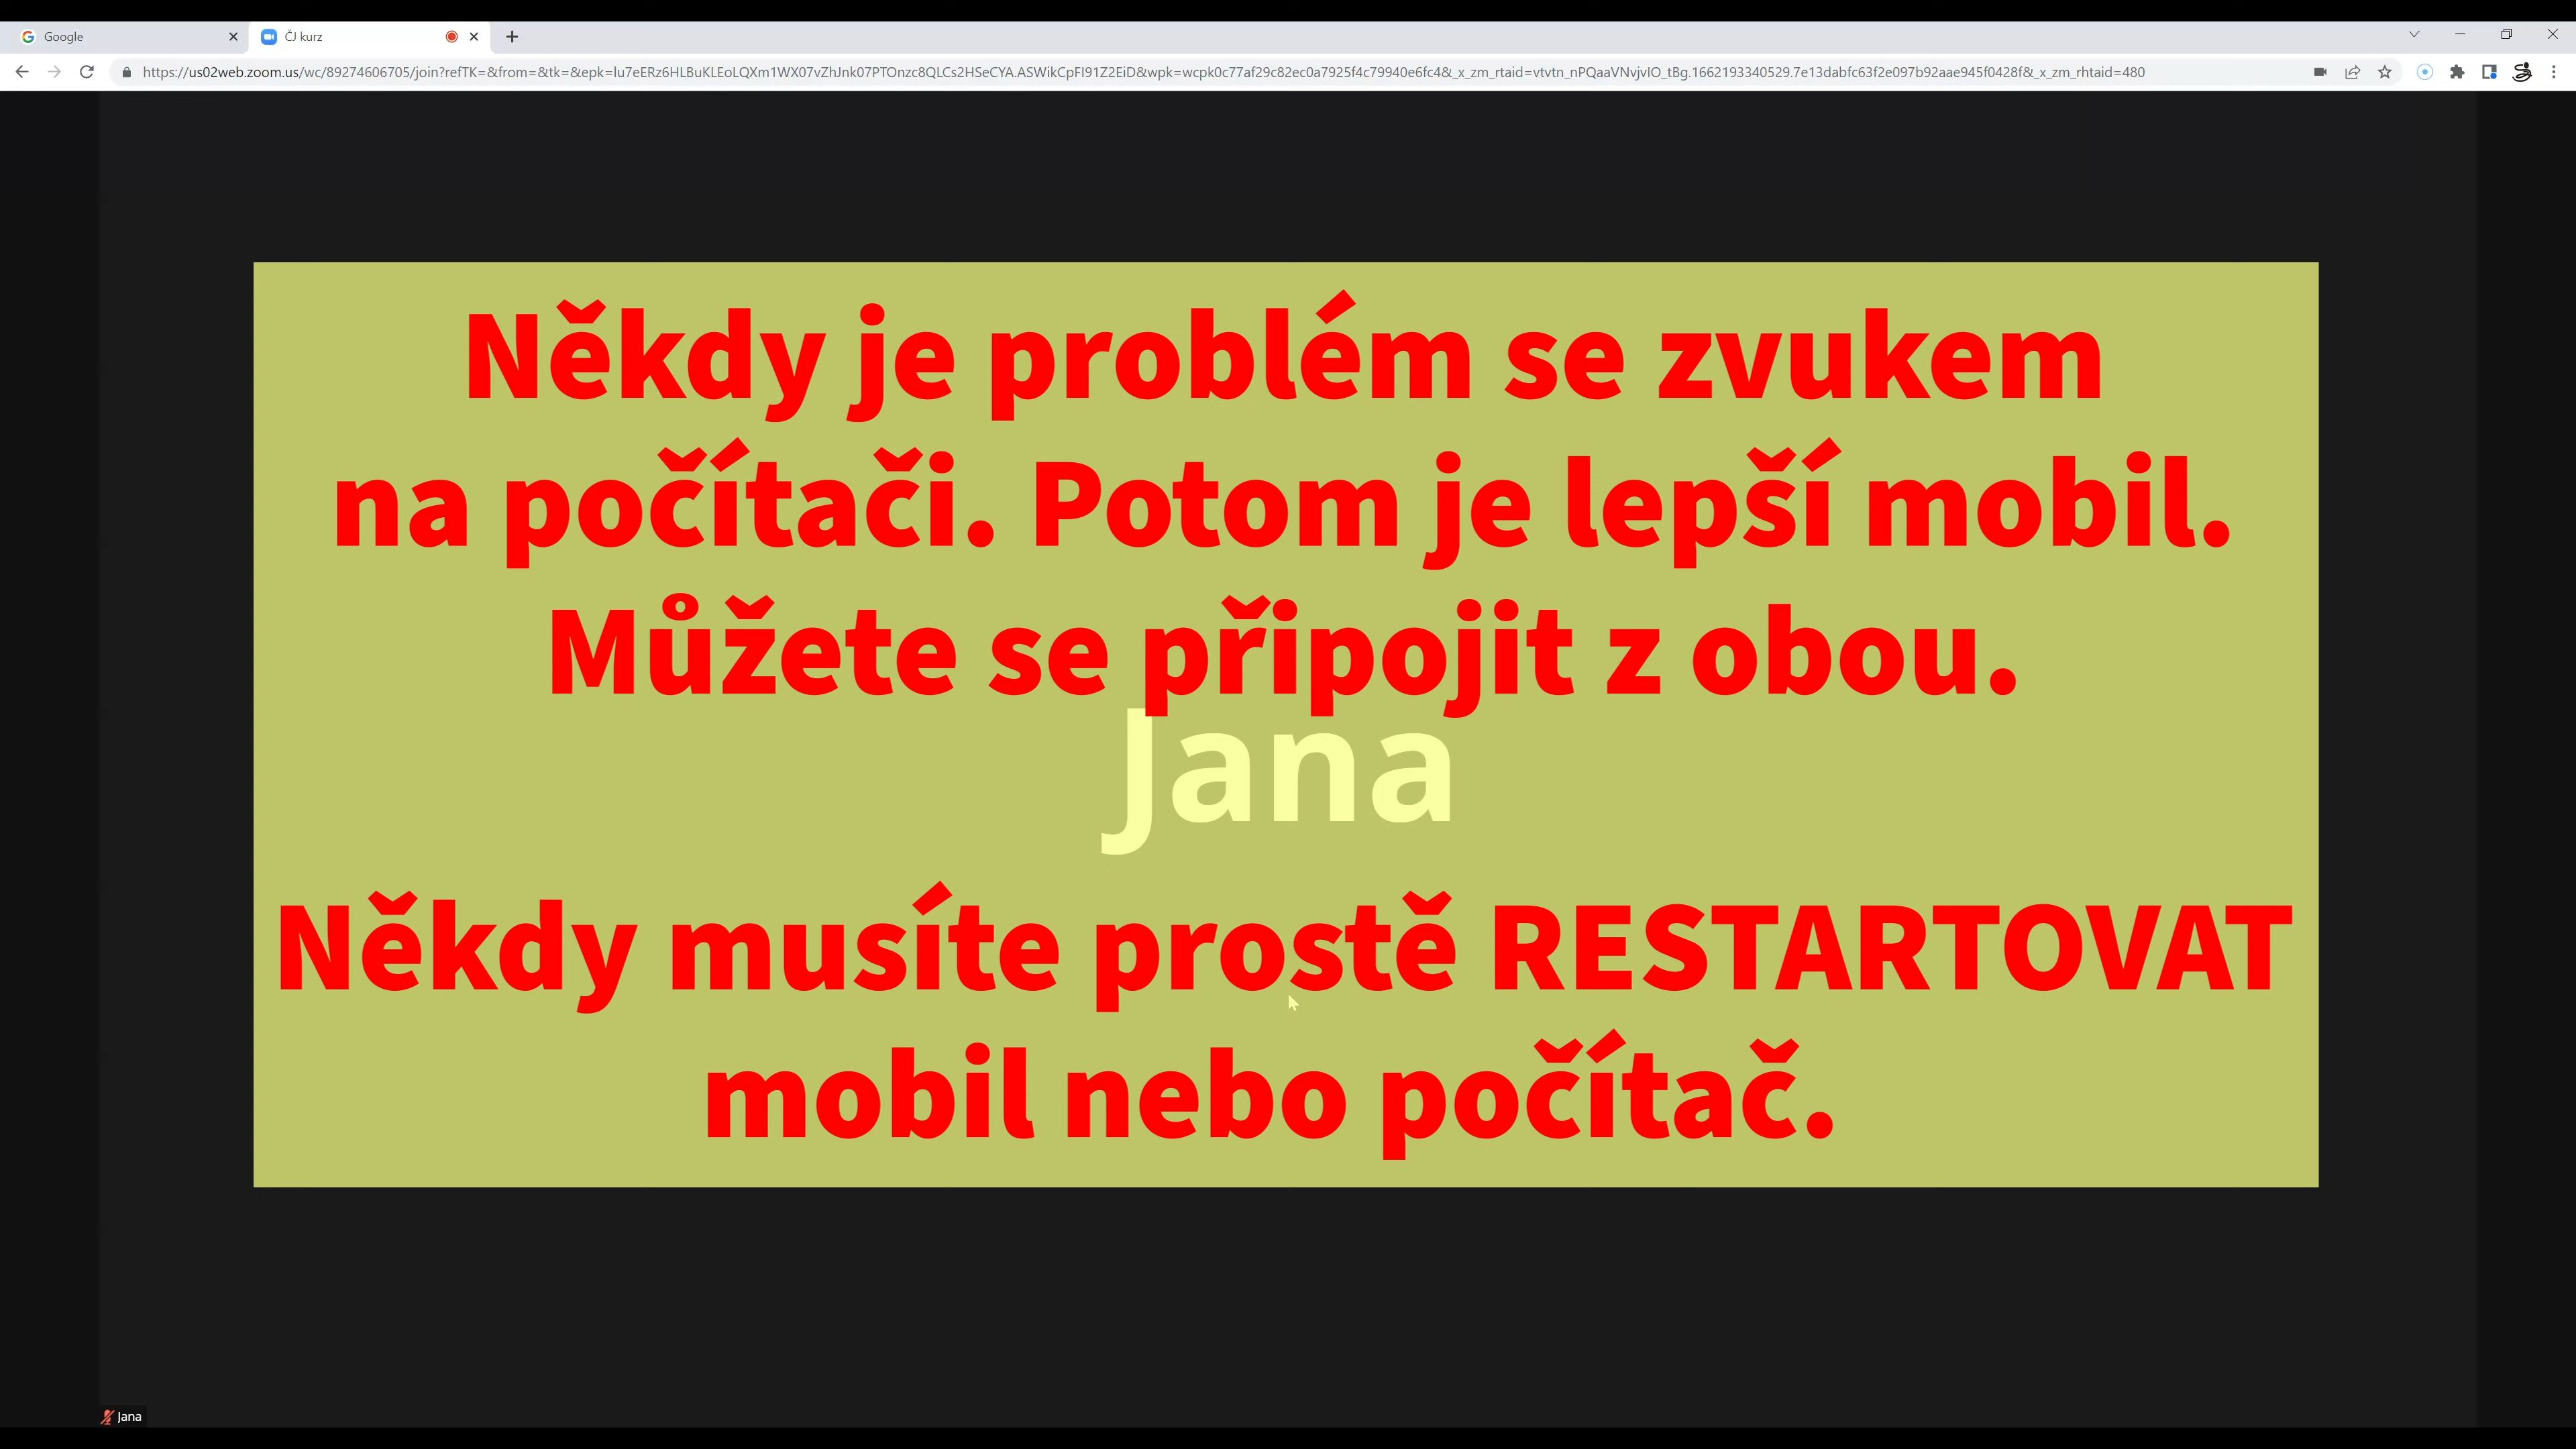 Google
ČJ kurz
https://us02web.zoom.us/wc/89274606705/join?refTK=&from=&tk=&epk=lu7eERz6HLBuKLEoLQXm1WX07vZhJnk07PTOnzc8QLCs2HSeCYA.ASWikCpFI91Z2EiD&wpk=wcpk0c77af29c82ec0a7925f4c79940e6fc4&_x_zm_rtaid=vtvtn_nPQaaVNvjvIO_tBg.1662193340529.7e13dabfc63f2e097b92aae945f0428f&_x_zm_rhtaid=480
Někdy je problém se zvukem
na počítači. Potom je lepší mobil.
Můžete se připojit z obou.
Jana
Někdy musíte prostě RESTARTOVAT
mobil nebo počítač.
Jana